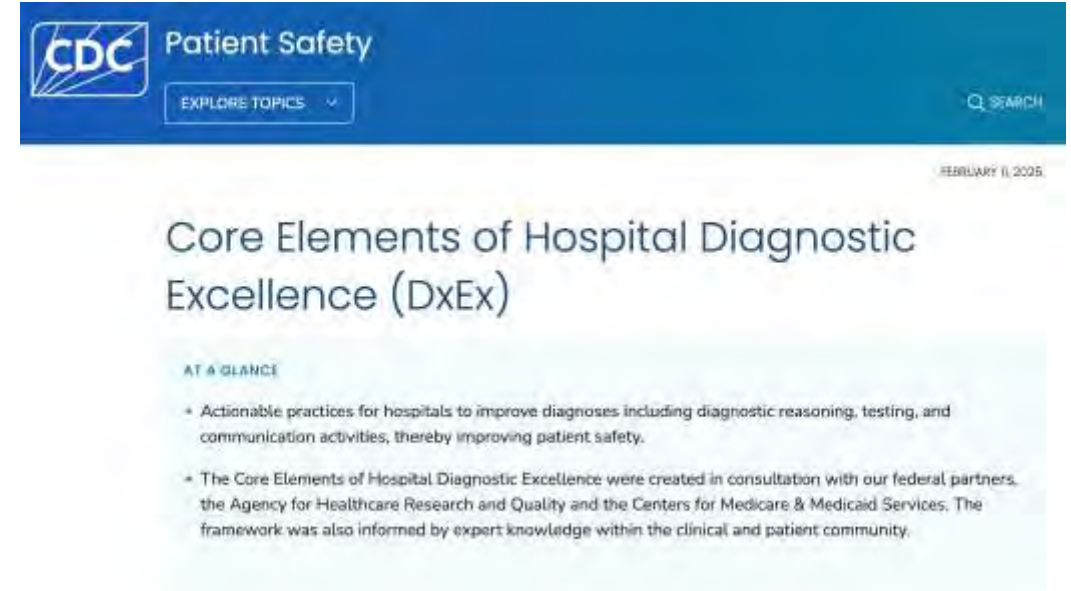 CDC
Patient Safety
EXPLORE TOPICS
SEARCH
FEBRUARY 11, 2025
Core Elements of Hospital Diagnostic
Excellence (DxEx)
AT A GLANCE
• Actionable practices for hospitals to improve diagnoses including diagnostic reasoning, testing, and
communication activities, thereby improving patient safety.
• The Core Elements of Hospital Diagnostic Excellence were created in consultation with our federal partners,
the Agency for Healthcare Research and Quality and the Centers for Medicare & Medicaid Services. The
framework was also informed by expert knowledge within the clinical and patient community.